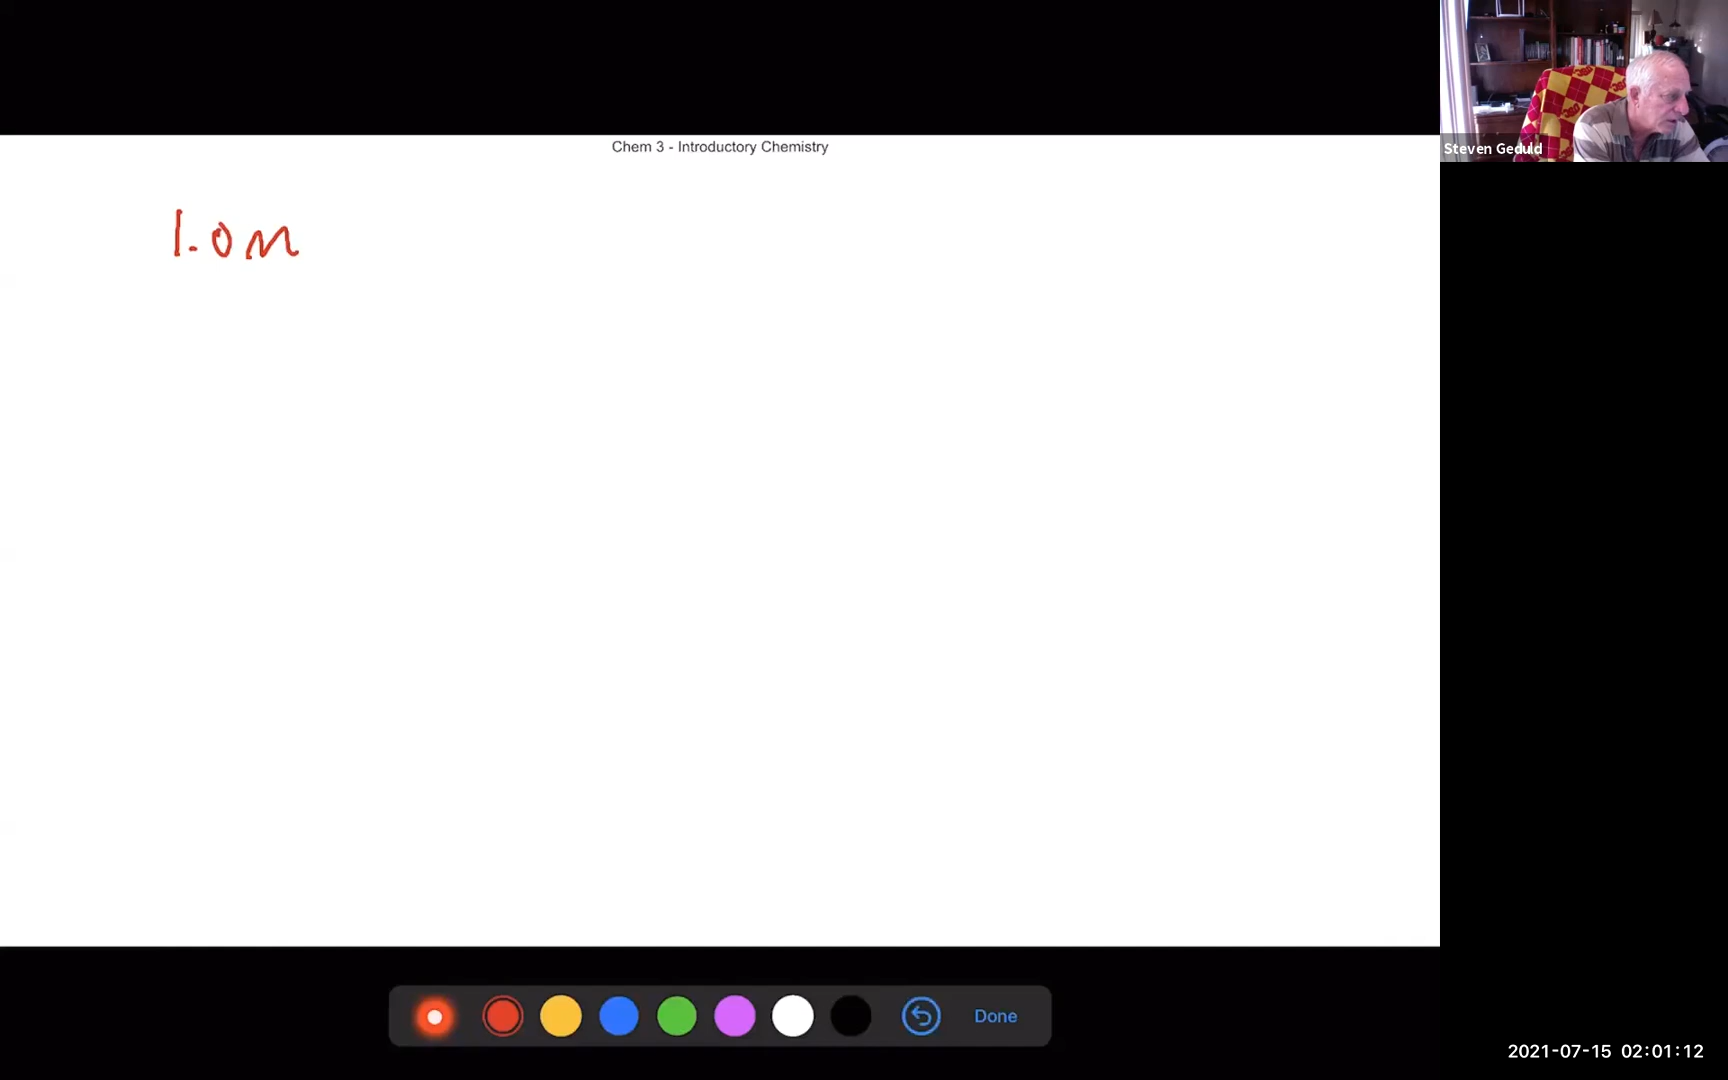 Chem 3 - Introductory Chemistry
Steven Geduld
1.0 M
Done
2021-07-15 02:01:12